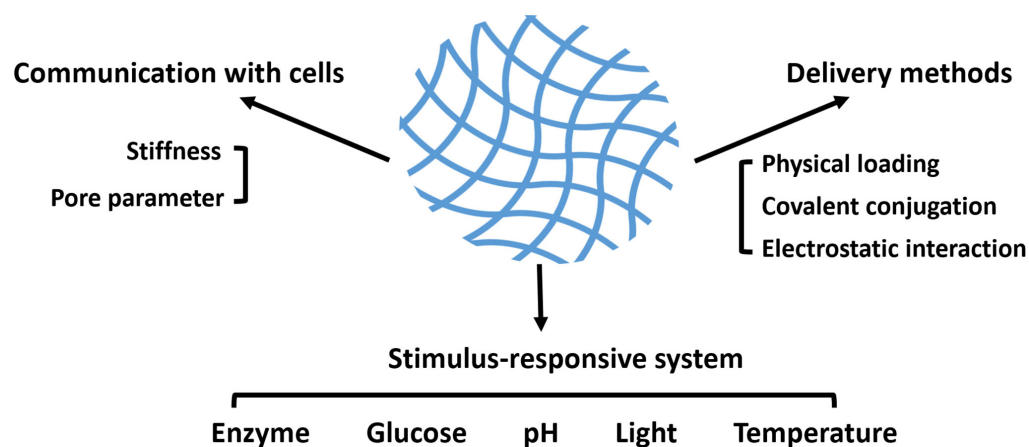 Communication with cells
Stiffness
Pore parameter
Delivery methods
Physical loading
Covalent conjugation
Electrostatic interaction
Stimulus-responsive system
Enzyme Glucose pH Light Temperature